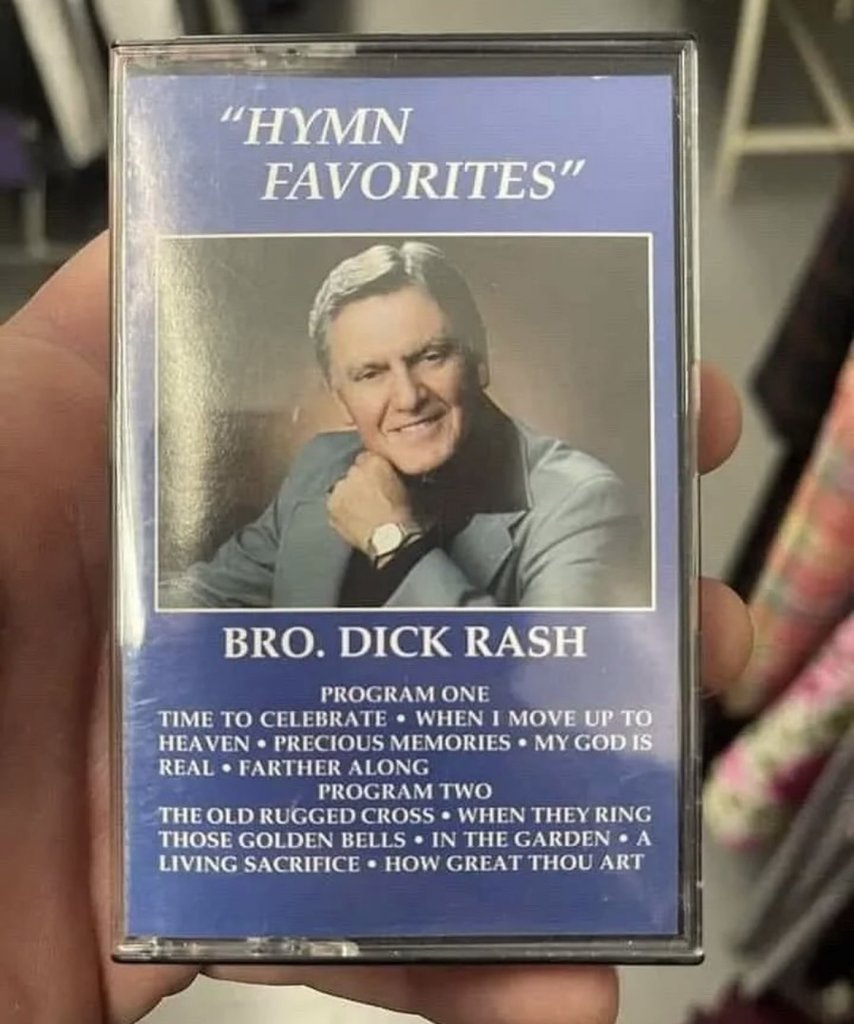 "HYMN
FAVORITES"
BRO. DICK RASH
PROGRAM ONE
TIME TO CELEBRATE • WHEN I MOVE UP TO
HEAVEN • PRECIOUS MEMORIES • MY GOD IS
REAL • FARTHER ALONG
PROGRAM TWO
THE OLD RUGGED CROSS • WHEN THEY RING
THOSE GOLDEN BELLS • IN THE GARDEN • A
LIVING SACRIFICE • HOW GREAT THOU ART